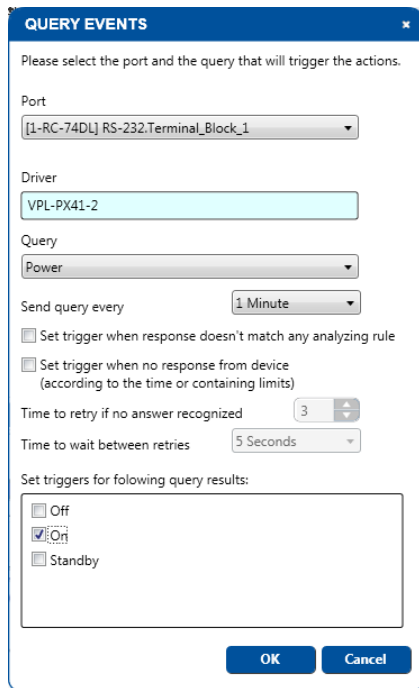 QUERY EVENTS
Please select the port and the query that will trigger the actions.
Port
[1-RC-74DL] RS-232.Terminal_Block_1
Driver
VPL-PX41-2
Query
Power
Send query every 1 Minute
Set trigger when response doesn't match any analyzing rule
Set trigger when no response from device
(according to the time or containing limits)
Time to retry if no answer recognized 3
Time to wait between retries 5 Seconds
Set triggers for folowing query results:
Off
On
Standby
OK Cancel